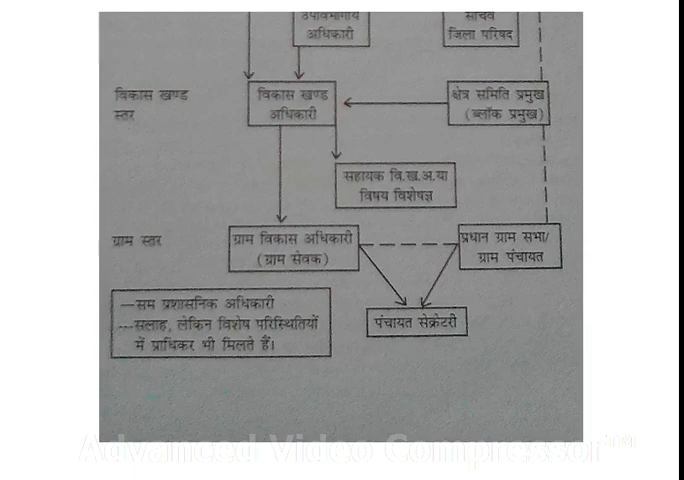 उपविभागीय
अधिकारी
सचिव
जिला परिषद
विकास खण्ड
स्तर
विकास खण्ड
अधिकारी
क्षेत्र समिति प्रमुख
(ब्लॉक प्रमुख)
सहायक वि.ख.अ.या
विषय विशेषज्ञ
ग्राम स्तर
ग्राम विकास अधिकारी
(ग्राम सेवक)
प्रधान ग्राम सभा/
ग्राम पंचायत
—सम प्रशासनिक अधिकारी
---सलाह, लेकिन विशेष परिस्थितियों
में प्राधिकर भी मिलते हैं।
पंचायत सेक्रेटरी
Advanced Video Compressor™